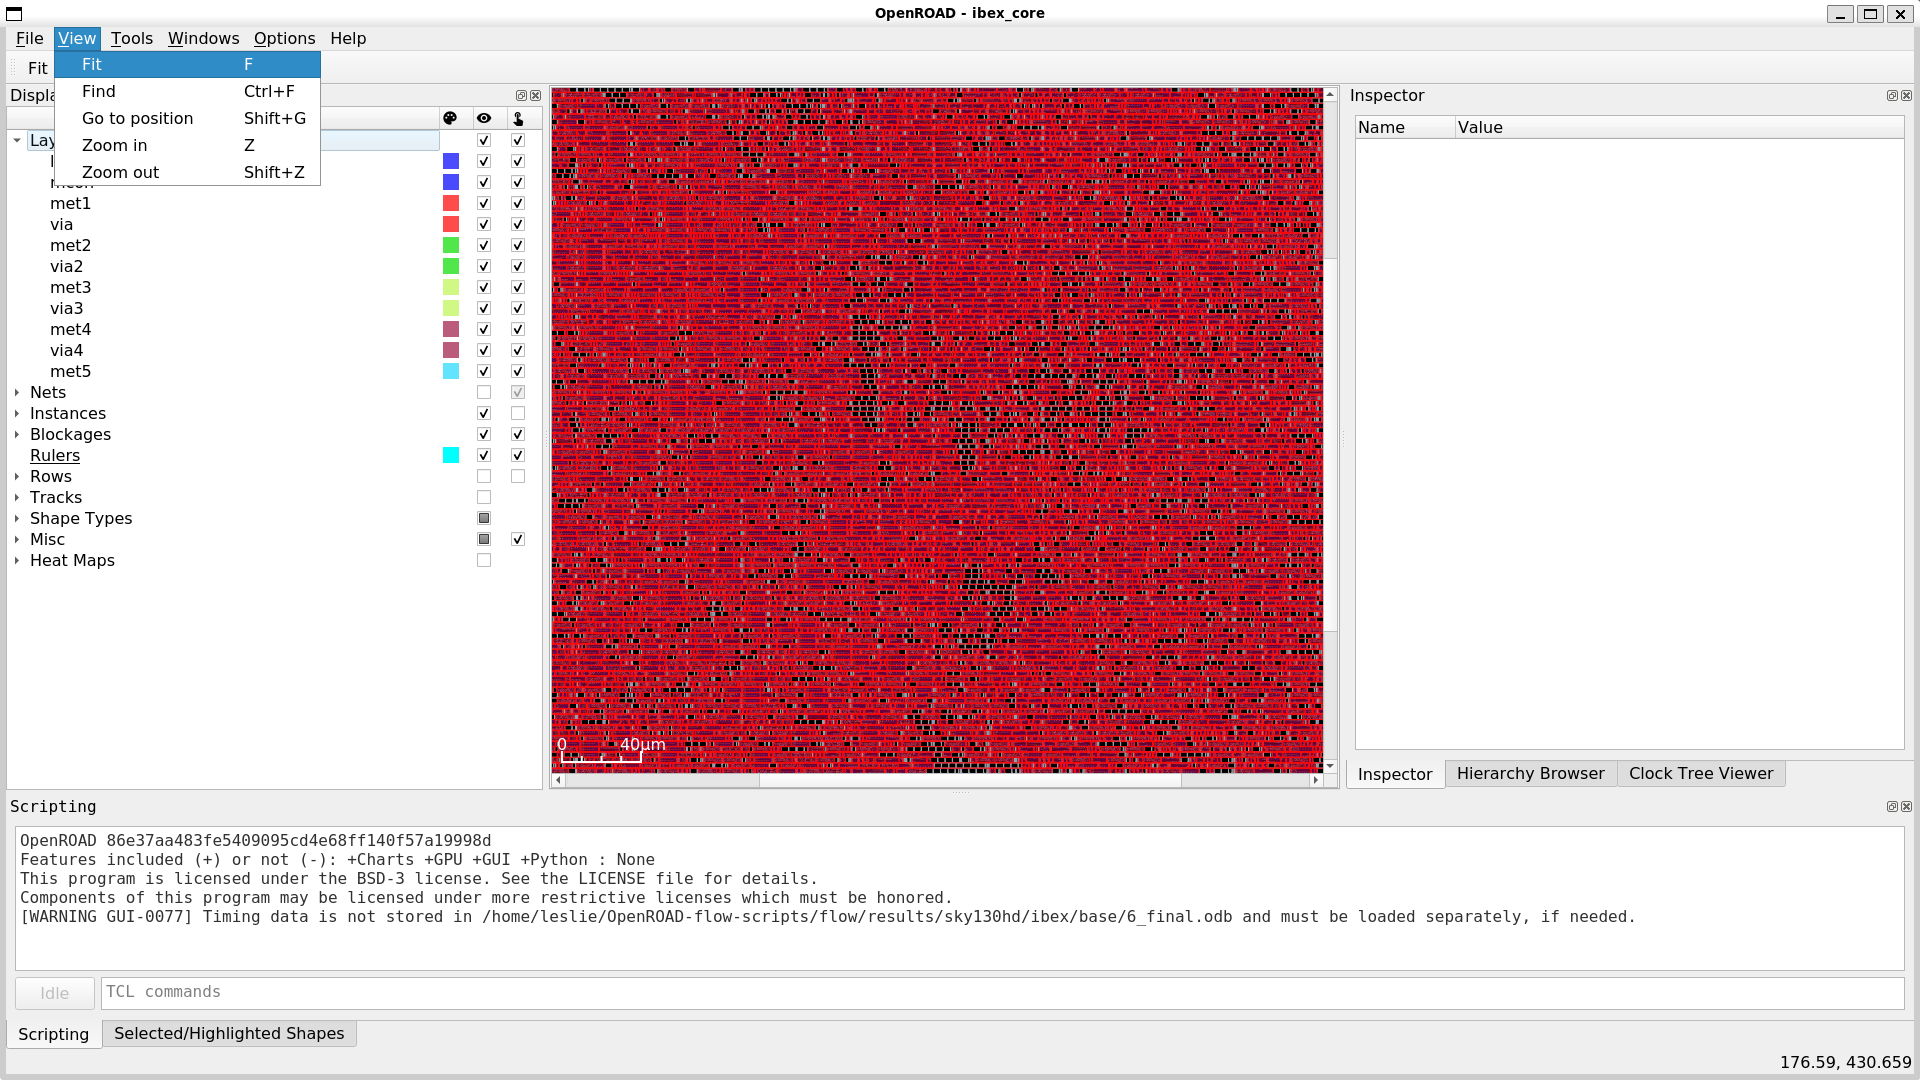 OpenROAD - ibex_core
File View Tools Windows Options Help
Fit
Fit F
Find Ctrl+F
Go to position Shift+G
Zoom in Z
Zoom out Shift+Z
met1
via
met2
via2
met3
via3
met4
via4
met5
Nets
Instances
Blockages
Rulers
Rows
Tracks
Shape Types
Misc
Heat Maps
0 40μm
Inspector
Name Value
Inspector Hierarchy Browser Clock Tree Viewer
Scripting
OpenROAD 86e37aa483fe5409095cd4e68ff140f57a19998d
Features included (+) or not (-): +Charts +GPU +GUI +Python : None
This program is licensed under the BSD-3 license. See the LICENSE file for details.
Components of this program may be licensed under more restrictive licenses which must be honored.
[WARNING GUI-0077] Timing data is not stored in /home/leslie/OpenROAD-flow-scripts/flow/results/sky130hd/ibex/base/6_final.odb and must be loaded separately, if needed.
Idle TCL commands
Scripting Selected/Highlighted Shapes
176.59, 430.659